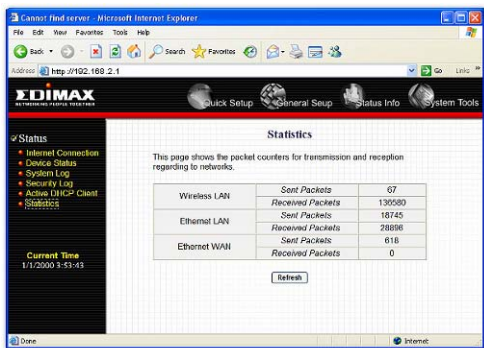 Cannot find server - Microsoft Internet Explorer
File Edit View Favorites Tools Help
Back Search Favorites
Address http://192.168.2.1 Go Links »
EDIMAX
NETWORKING PEOPLE TOGETHER
Quick Setup General Seup Status Info System Tools
Status
Internet Connection
Device Status
System Log
Security Log
Active DHCP Client
Statistics
Current Time
1/1/2000 3:53:43
Statistics
This page shows the packet counters for transmission and reception
regarding to networks.
Wireless LAN Sent Packets 67
Received Packets 136580
Ethernet LAN Sent Packets 18745
Received Packets 28896
Ethernet WAN Sent Packets 618
Received Packets 0
Refresh
Done Internet